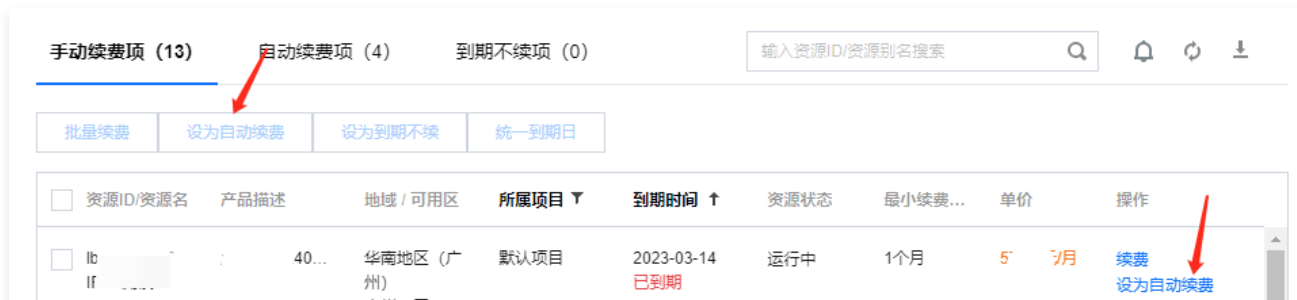 手动续费项（13） 自动续费项（4） 到期不续项（0） 输入资源ID/资源别名搜索
批量续费 设为自动续费 设为到期不续 统一到期日
资源ID/资源名 产品描述 地域 / 可用区 所属项目 到期时间 资源状态 最小续费... 单价 操作
lb 40... 华南地区（广 默认项目 2023-03-14 运行中 1个月 5 /月 续费
州） 已到期 设为自动续费